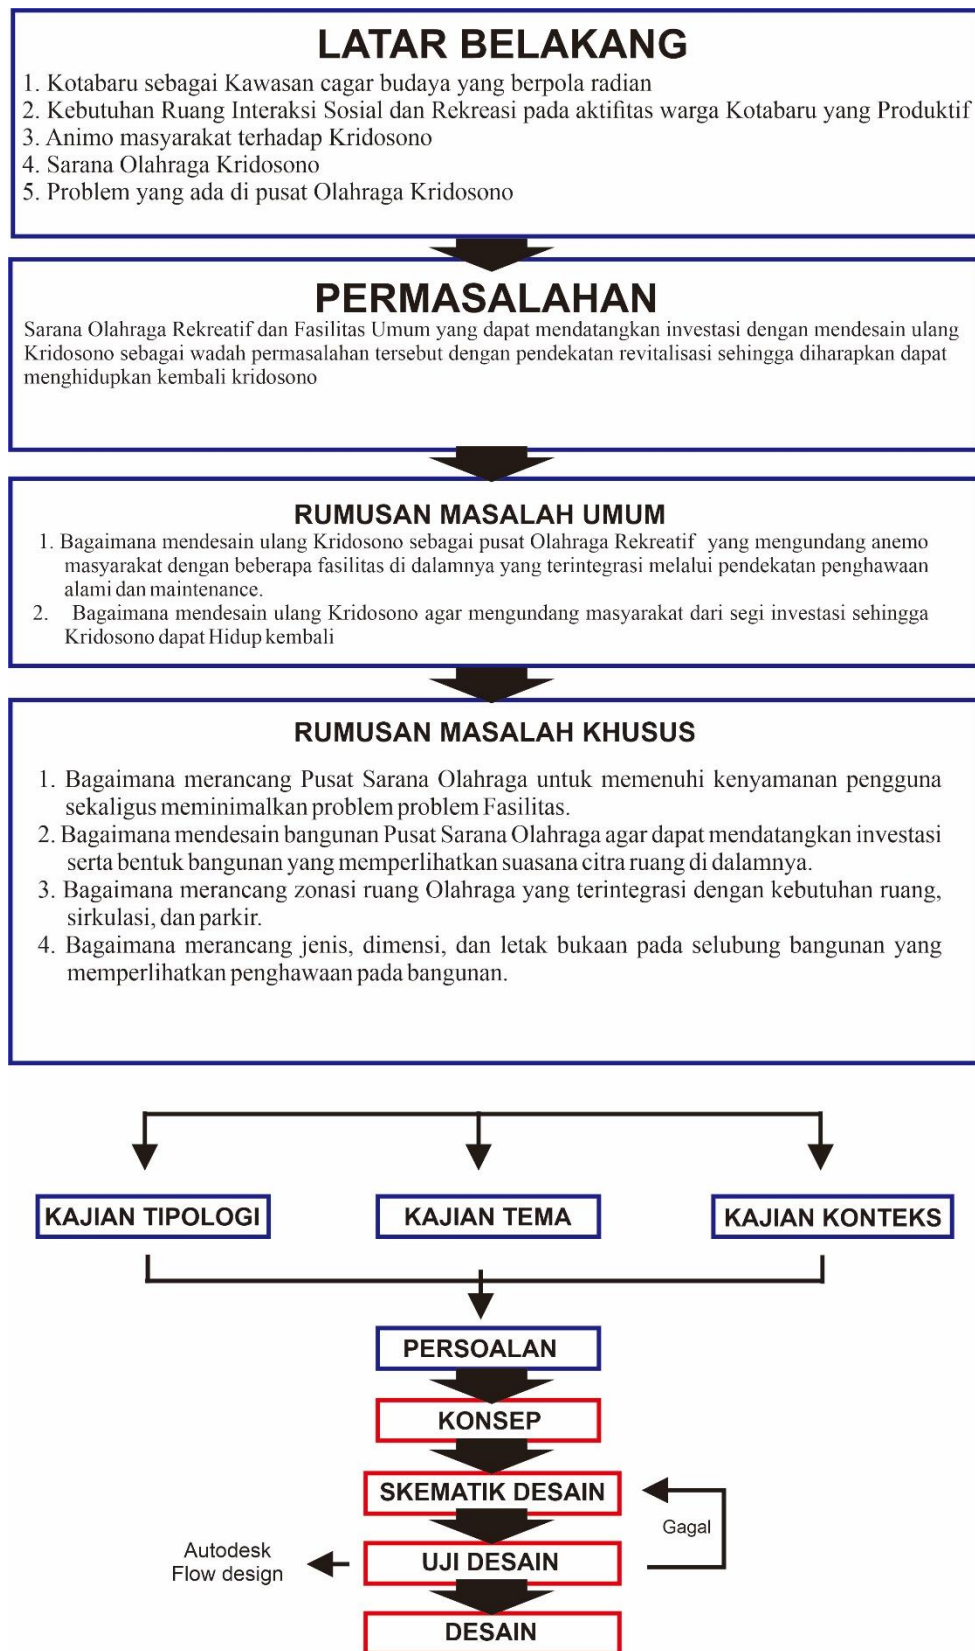 LATAR BELAKANG
1. Kotabaru sebagai Kawasan cagar budaya yang berpola radian
2. Kebutuhan Ruang Interaksi Sosial dan Rekreasi pada aktifitas warga Kotabaru yang Produktif
3. Animo masyarakat terhadap Kridosono
4. Sarana Olahraga Kridosono
5. Problem yang ada di pusat Olahraga Kridosono
PERMASALAHAN
Sarana Olahraga Rekreatif dan Fasilitas Umum yang dapat mendatangkan investasi dengan mendesain ulang
Kridosono sebagai wadah permasalahan tersebut dengan pendekatan revitalisasi sehingga diharapkan dapat
menghidupkan kembali kridosono
RUMUSAN MASALAH UMUM
1. Bagaimana mendesain ulang Kridosono sebagai pusat Olahraga Rekreatif yang mengundang anemo
masyarakat dengan beberapa fasilitas di dalamnya yang terintegrasi melalui pendekatan penghawaan
alami dan maintenance.
2. Bagaimana mendesain ulang Kridosono agar mengundang masyarakat dari segi investasi sehingga
Kridosono dapat Hidup kembali
RUMUSAN MASALAH KHUSUS
1. Bagaimana merancang Pusat Sarana Olahraga untuk memenuhi kenyamanan pengguna
sekaligus meminimalkan problem problem Fasilitas.
2. Bagaimana mendesain bangunan Pusat Sarana Olahraga agar dapat mendatangkan investasi
serta bentuk bangunan yang memperlihatkan suasana citra ruang di dalamnya.
3. Bagaimana merancang zonasi ruang Olahraga yang terintegrasi dengan kebutuhan ruang,
sirkulasi, dan parkir.
4. Bagaimana merancang jenis, dimensi, dan letak bukaan pada selubung bangunan yang
memperlihatkan penghawaan pada bangunan.
KAJIAN TIPOLOGI
KAJIAN TEMA
KAJIAN KONTEKS
PERSOALAN
KONSEP
SKEMATIK DESAIN
Gagal
Autodesk
Flow design
UJI DESAIN
DESAIN